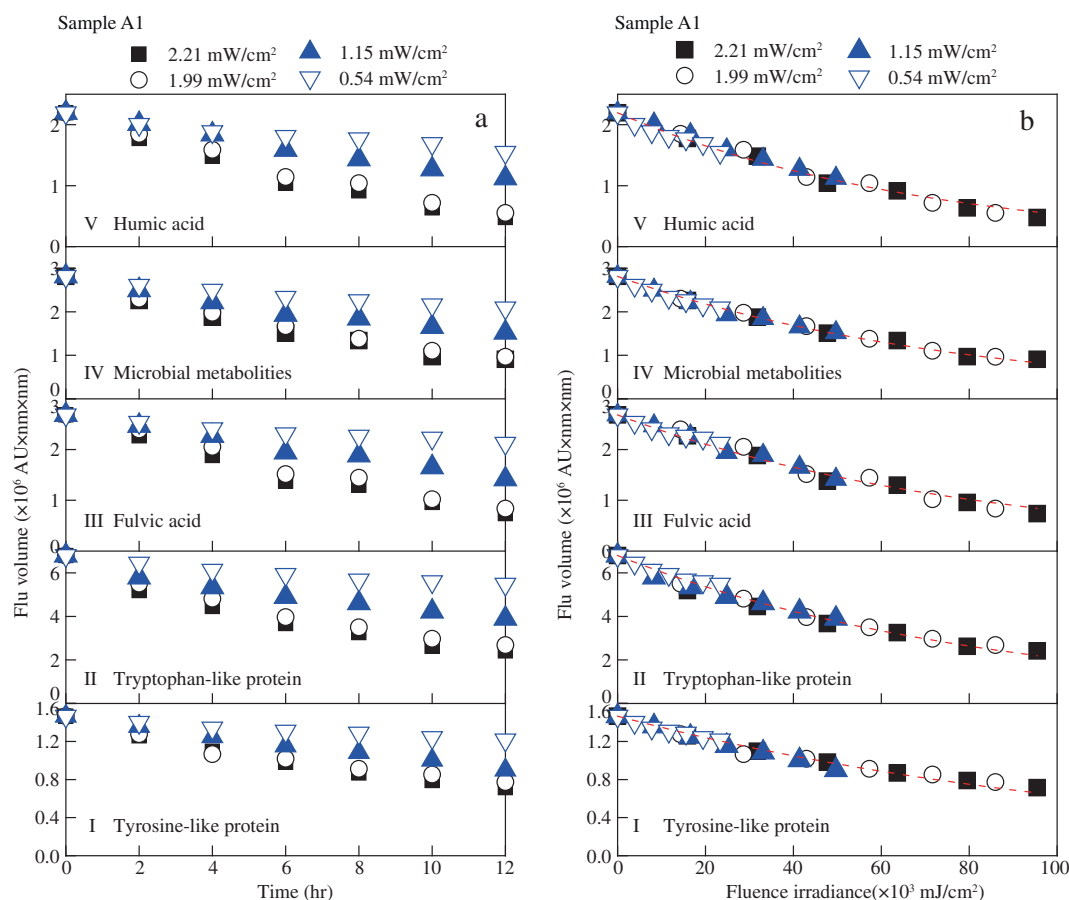 Sample A1
2.21 mW/cm²
1.15 mW/cm²
1.99 mW/cm²
0.54 mW/cm²
a
2
1
0
V Humic acid
3
2
1
0
IV Microbial metabolities
3
2
1
0
III Fulvic acid
6
4
2
0
II Tryptophan-like protein
1.6
1.2
0.8
0.4
0.0
I Tyrosine-like protein
0 2 4 6 8 10 12
Time (hr)
Flu volume (×10⁶ AU×nm×nm)
Sample A1
2.21 mW/cm²
1.15 mW/cm²
1.99 mW/cm²
0.54 mW/cm²
b
2
1
0
V Humic acid
3
2
1
0
IV Microbial metabolities
3
2
1
0
III Fulvic acid
6
4
2
0
II Tryptophan-like protein
1.6
1.2
0.8
0.4
0.0
I Tyrosine-like protein
0 20 40 60 80 100
Fluence irradiance(×10³ mJ/cm²)
Flu volume (×10⁶ AU×nm×nm)